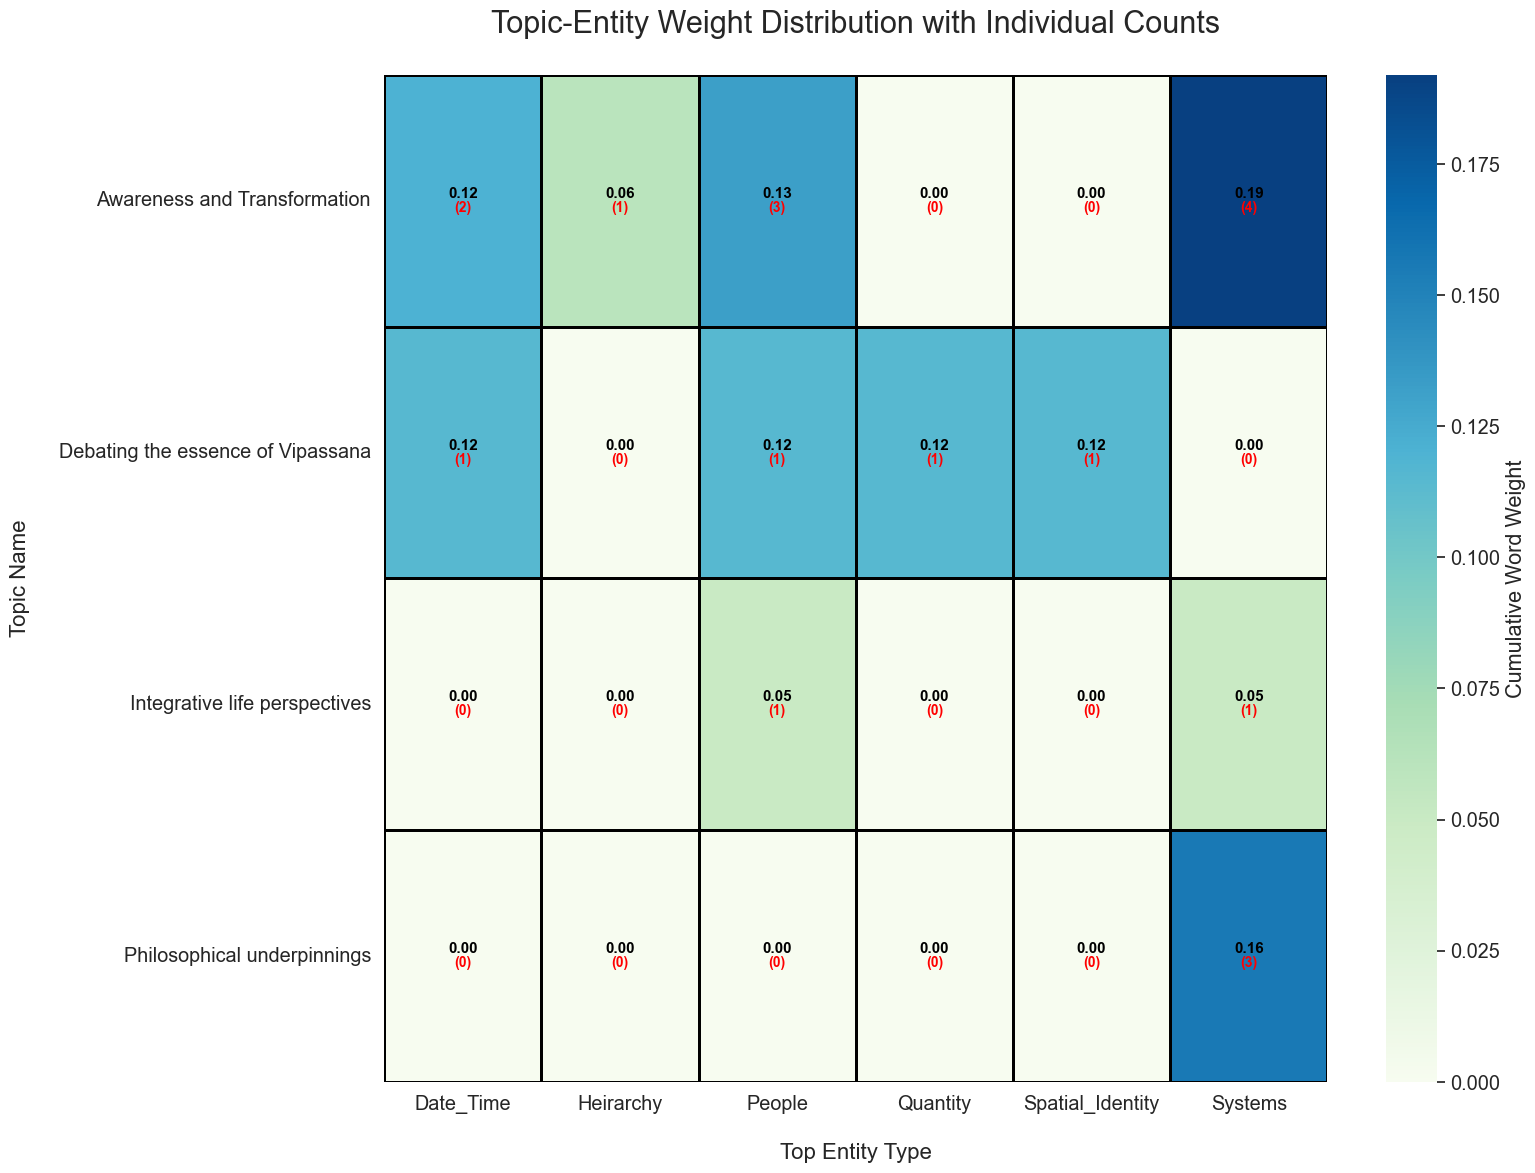 Topic-Entity Weight Distribution with Individual Counts
Topic Name
Awareness and Transformation
0.12 0.06 0.13 0.00 0.00 0.19
(2) (1) (3) (0) (0) (4)
Debating the essence of Vipassana
0.12 0.00 0.12 0.12 0.12 0.00
(1) (0) (1) (1) (1) (0)
Integrative life perspectives
0.00 0.00 0.05 0.00 0.00 0.05
(0) (0) (1) (0) (0) (1)
Philosophical underpinnings
0.00 0.00 0.00 0.00 0.00 0.16
(0) (0) (0) (0) (0) (3)
Date_Time Heirarchy People Quantity Spatial_Identity Systems
Top Entity Type
0.175
0.150
0.125
0.100
0.075
0.050
0.025
0.000
Cumulative Word Weight